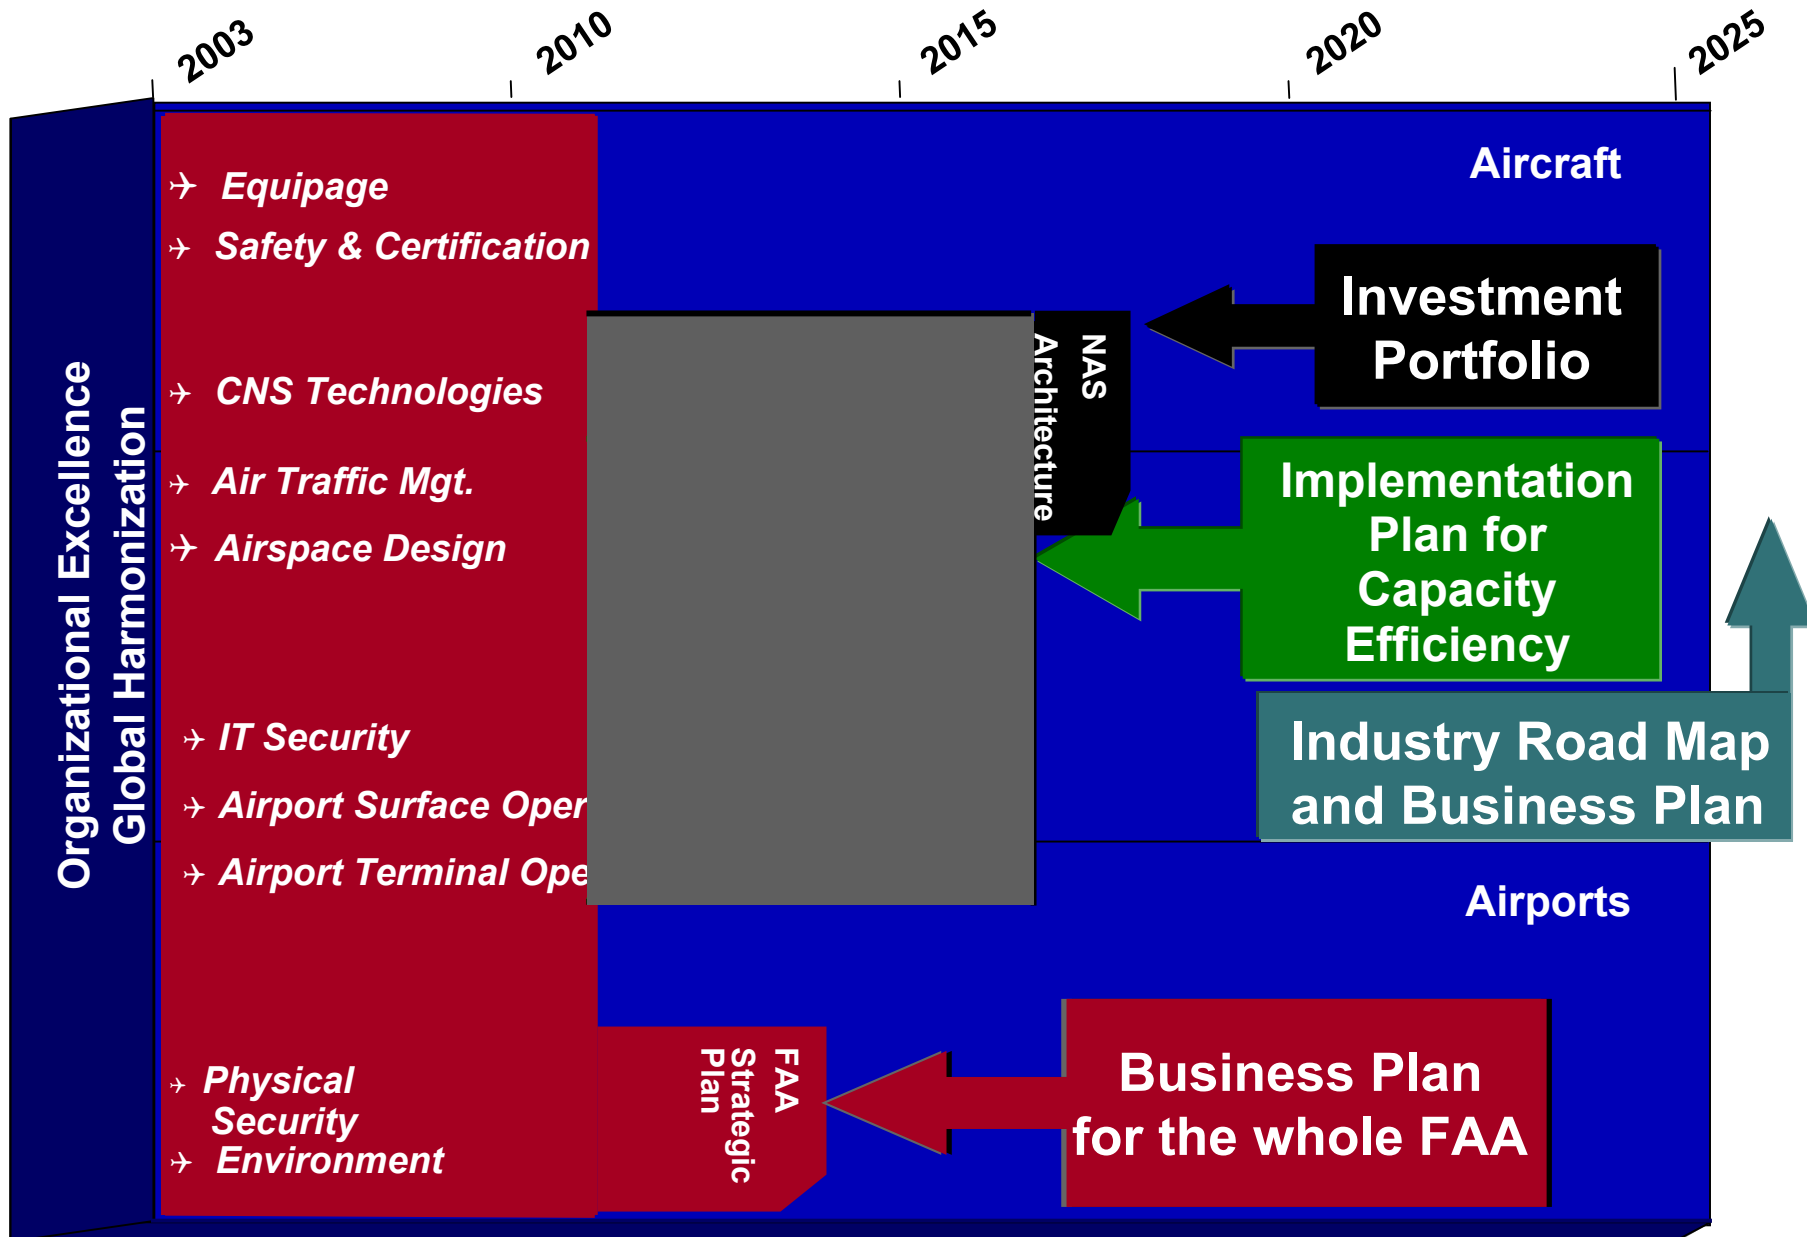 2003
2010
2015
2020
2025
Organizational Excellence
Global Harmonization
Equipage
Safety & Certification
CNS Technologies
Air Traffic Mgt.
Airspace Design
IT Security
Airport Surface Oper
Airport Terminal Ope
Physical
Security
Environment
NAS
Architecture
FAA
Strategic
Plan
Aircraft
Investment
Portfolio
Implementation
Plan for
Capacity
Efficiency
Industry Road Map
and Business Plan
Airports
Business Plan
for the whole FAA